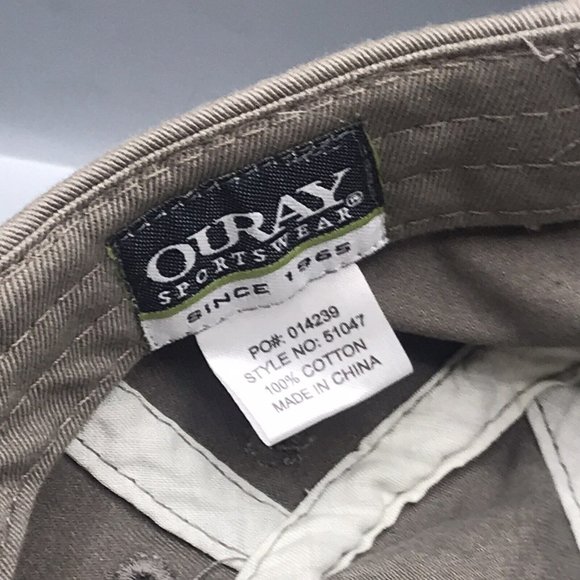 OURAY®
SPORTSWEAR
SINCE 1965
PO#: 014239
STYLE NO: 51047
100% COTTON
MADE IN CHINA